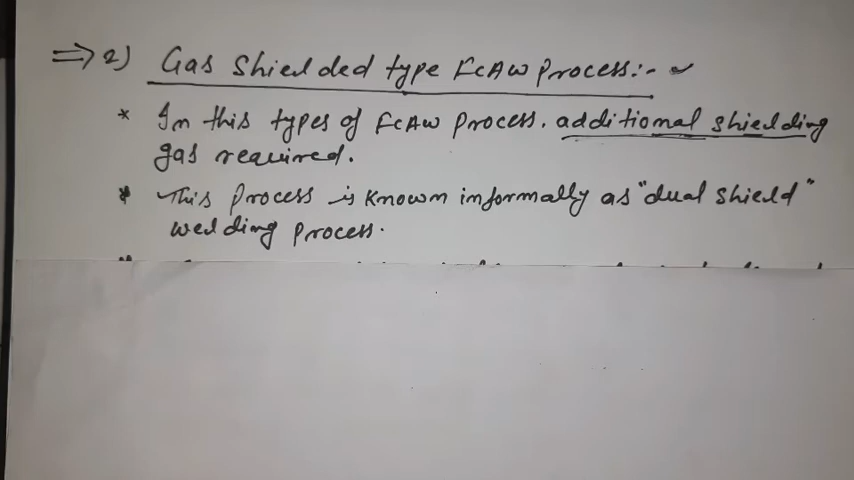 ⇒ 2) Gas Shielded type FCAW Process:-
* In this types of FCAW Process. additional shielding
gas required.
* This Process is Known informally as "dual Shield"
welding Process.